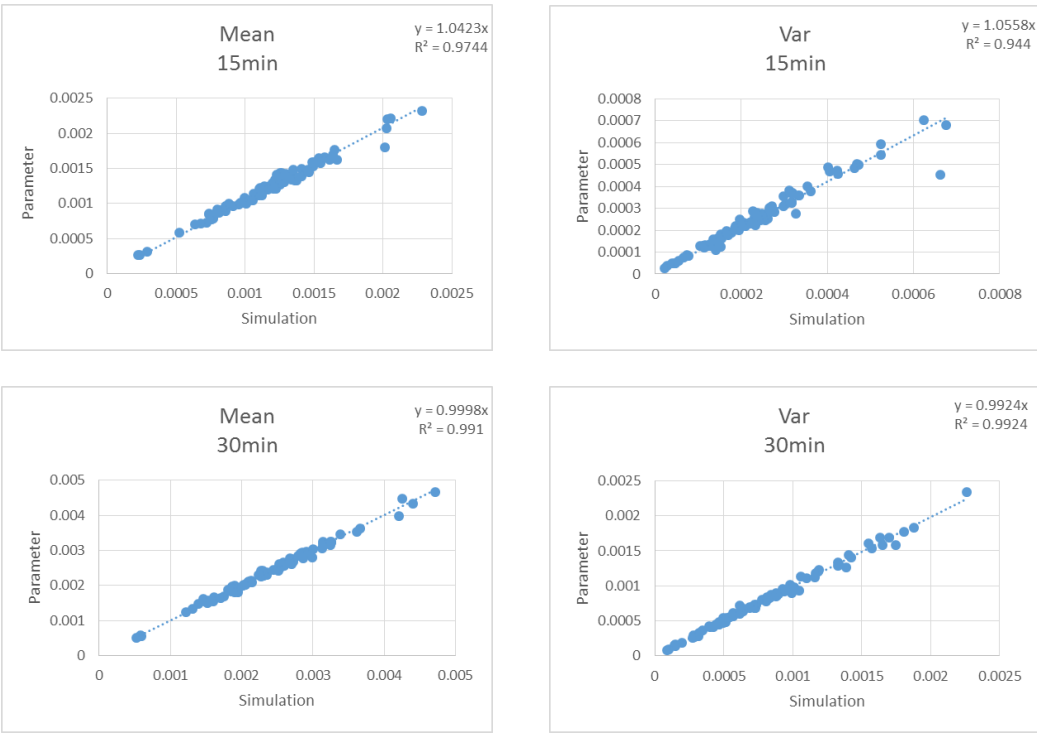 Mean
15min
y = 1.0423x
R² = 0.9744
0.0025
0.002
0.0015
0.001
0.0005
0
Parameter
0 0.0005 0.001 0.0015 0.002 0.0025
Simulation
Var
15min
y = 1.0558x
R² = 0.944
0.0008
0.0007
0.0006
0.0005
0.0004
0.0003
0.0002
0.0001
0
Parameter
0 0.0002 0.0004 0.0006 0.0008
Simulation
Mean
30min
y = 0.9998x
R² = 0.991
0.005
0.004
0.003
0.002
0.001
0
Parameter
0 0.001 0.002 0.003 0.004 0.005
Simulation
Var
30min
y = 0.9924x
R² = 0.9924
0.0025
0.002
0.0015
0.001
0.0005
0
Parameter
0 0.0005 0.001 0.0015 0.002 0.0025
Simulation